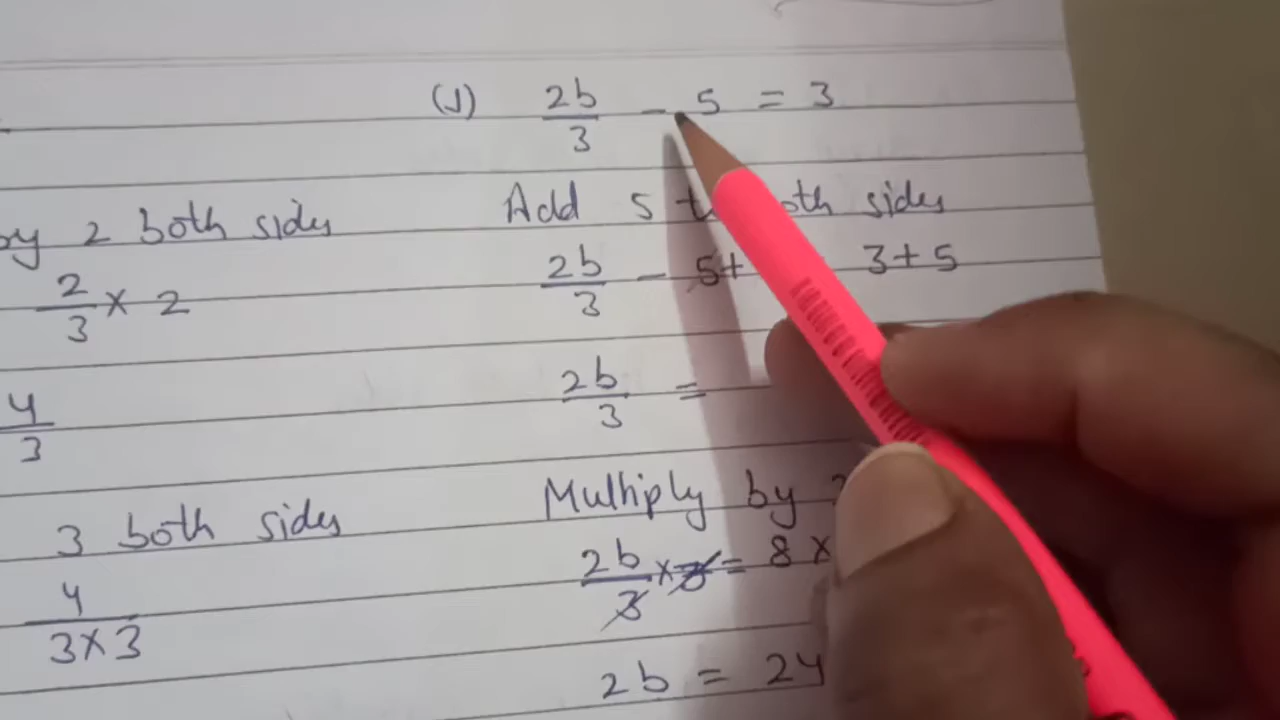 (J) 2b/3 - 5 = 3
by 2 both sides
2/3 × 2
4/3
3 both sides
4/3×3
Add 5 both sides
2b/3 - 5+ 3+5
2b/3 =
Multiply by
2b/3 × 3 = 8 ×
2b = 24